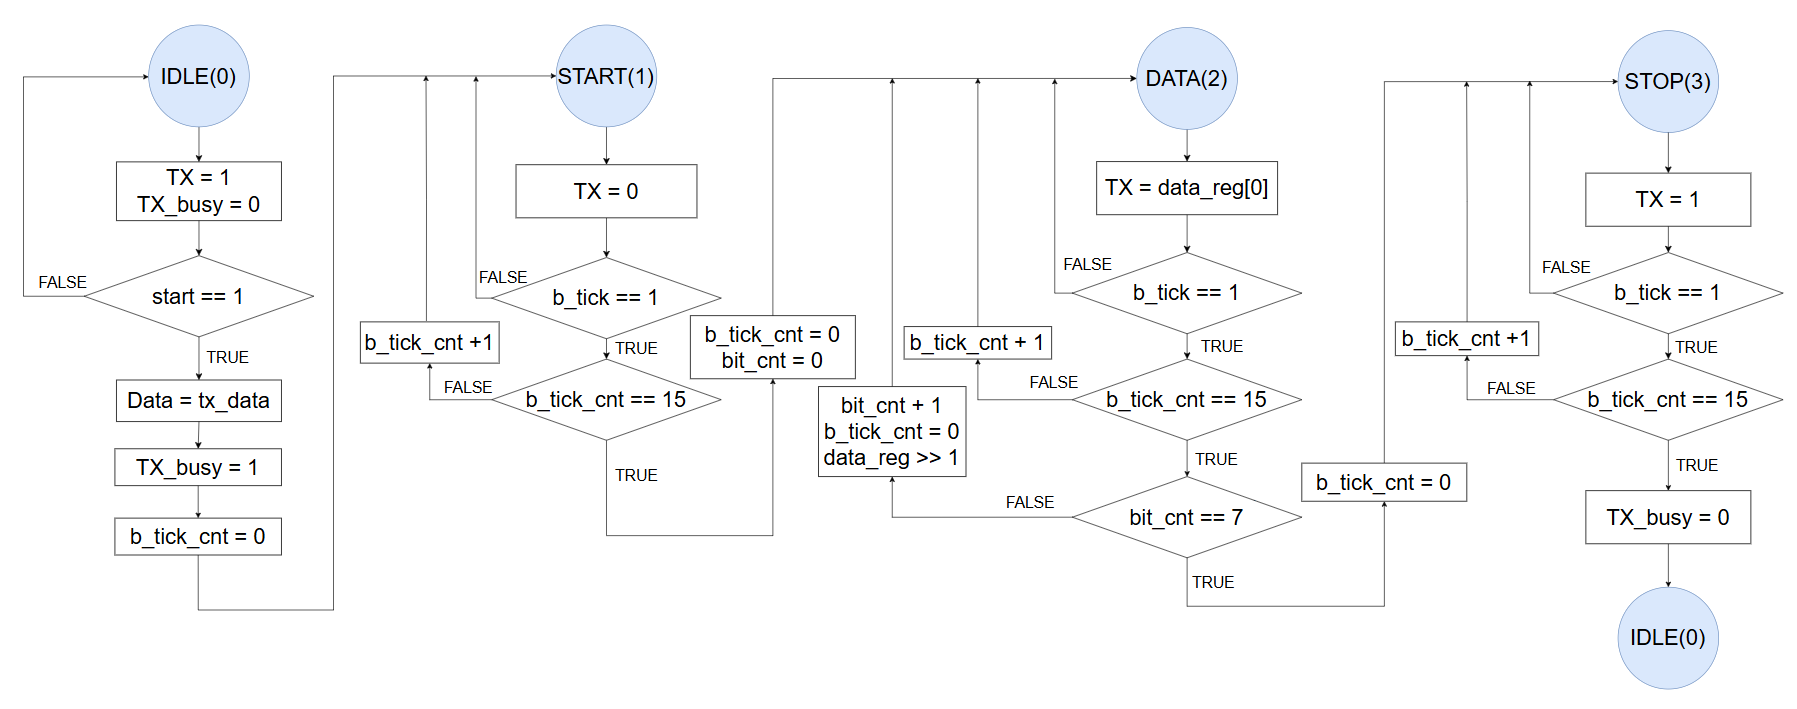 IDLE(0)
TX = 1
TX_busy = 0
start == 1
FALSE
TRUE
Data = tx_data
TX_busy = 1
b_tick_cnt = 0
START(1)
TX = 0
b_tick == 1
FALSE
TRUE
b_tick_cnt == 15
FALSE
b_tick_cnt +1
TRUE
b_tick_cnt = 0
bit_cnt = 0
DATA(2)
TX = data_reg[0]
b_tick == 1
FALSE
TRUE
b_tick_cnt == 15
FALSE
b_tick_cnt + 1
TRUE
bit_cnt == 7
FALSE
bit_cnt + 1
b_tick_cnt = 0
data_reg >> 1
TRUE
b_tick_cnt = 0
STOP(3)
TX = 1
b_tick == 1
FALSE
TRUE
b_tick_cnt == 15
FALSE
b_tick_cnt +1
TRUE
TX_busy = 0
IDLE(0)